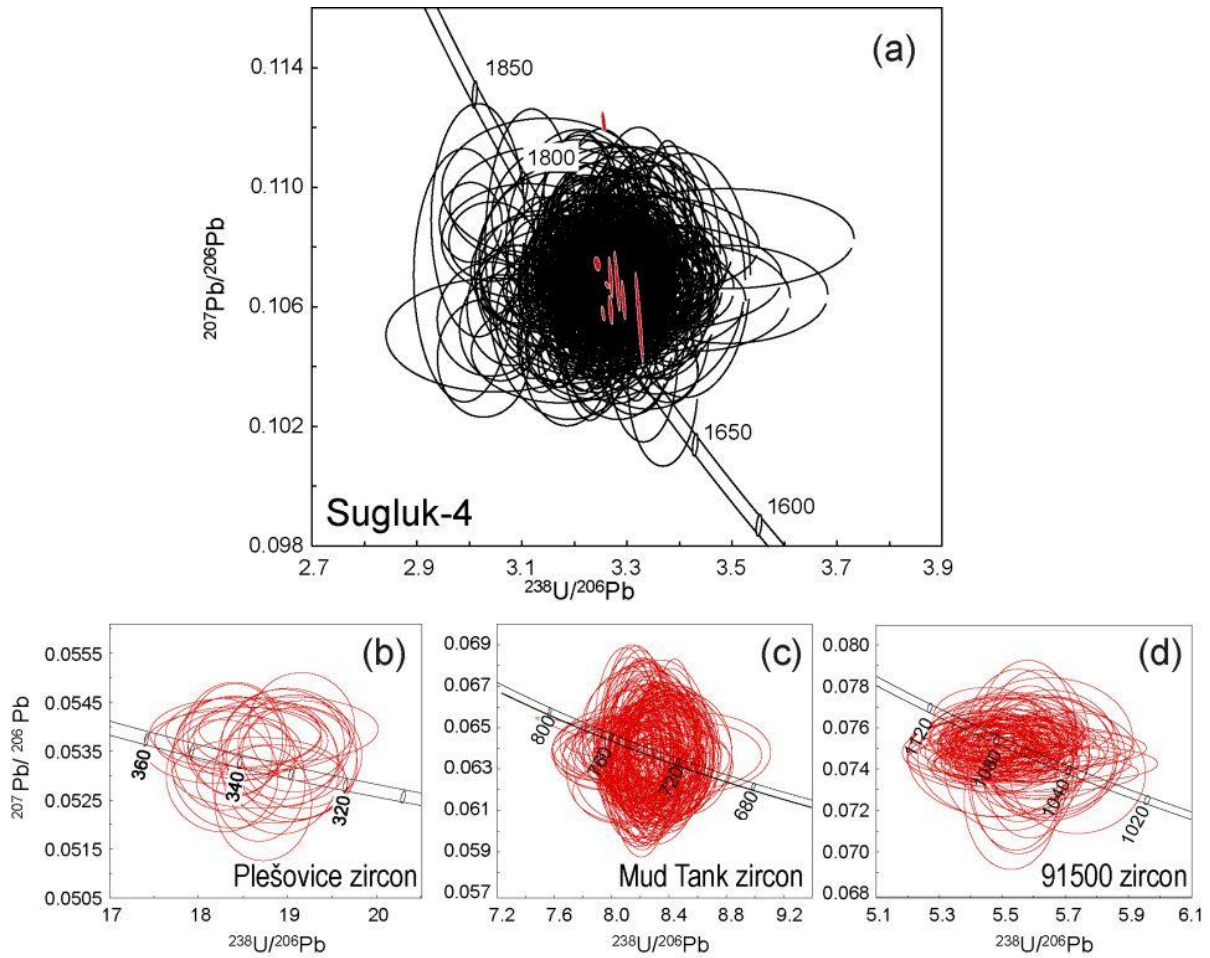 (a)
0.114
0.110
0.106
0.102
0.098
²⁰⁷Pb/²⁰⁶Pb
1850
1800
1650
1600
Sugluk-4
2.7 2.9 3.1 3.3 3.5 3.7 3.9
²³⁸U/²⁰⁶Pb
(b)
0.0555
0.0545
0.0535
0.0525
0.0515
0.0505
²⁰⁷Pb/ ²⁰⁶ Pb
360
340
320
Plešovice zircon
17 18 19 20
²³⁸U/²⁰⁶Pb
(c)
0.069
0.067
0.065
0.063
0.061
0.059
0.057
800
760
720
680
Mud Tank zircon
7.2 7.6 8.0 8.4 8.8 9.2
²³⁸U/²⁰⁶Pb
(d)
0.080
0.078
0.076
0.074
0.072
0.070
0.068
1120
1080
1040
1020
91500 zircon
5.1 5.3 5.5 5.7 5.9 6.1
²³⁸U/²⁰⁶Pb